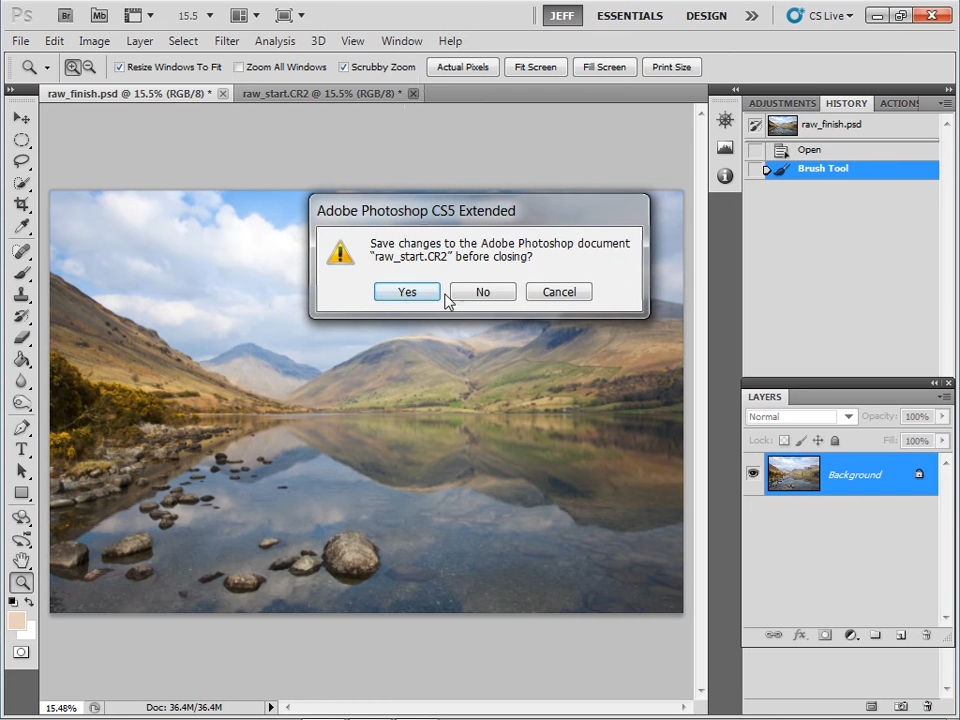 Ps Br Mb 15.5 JEFF ESSENTIALS DESIGN CS Live
File Edit Image Layer Select Filter Analysis 3D View Window Help
Resize Windows To Fit Zoom All Windows Scrubby Zoom Actual Pixels Fit Screen Fill Screen Print Size
raw_finish.psd @ 15.5% (RGB/8) * raw_start.CR2 @ 15.5% (RGB/8) *
ADJUSTMENTS HISTORY ACTIONS
raw_finish.psd
Open
Brush Tool
Adobe Photoshop CS5 Extended
Save changes to the Adobe Photoshop document
“raw_start.CR2” before closing?
Yes No Cancel
LAYERS
Normal Opacity: 100%
Lock: Fill: 100%
Background
T
15.48% Doc: 36.4M/36.4M